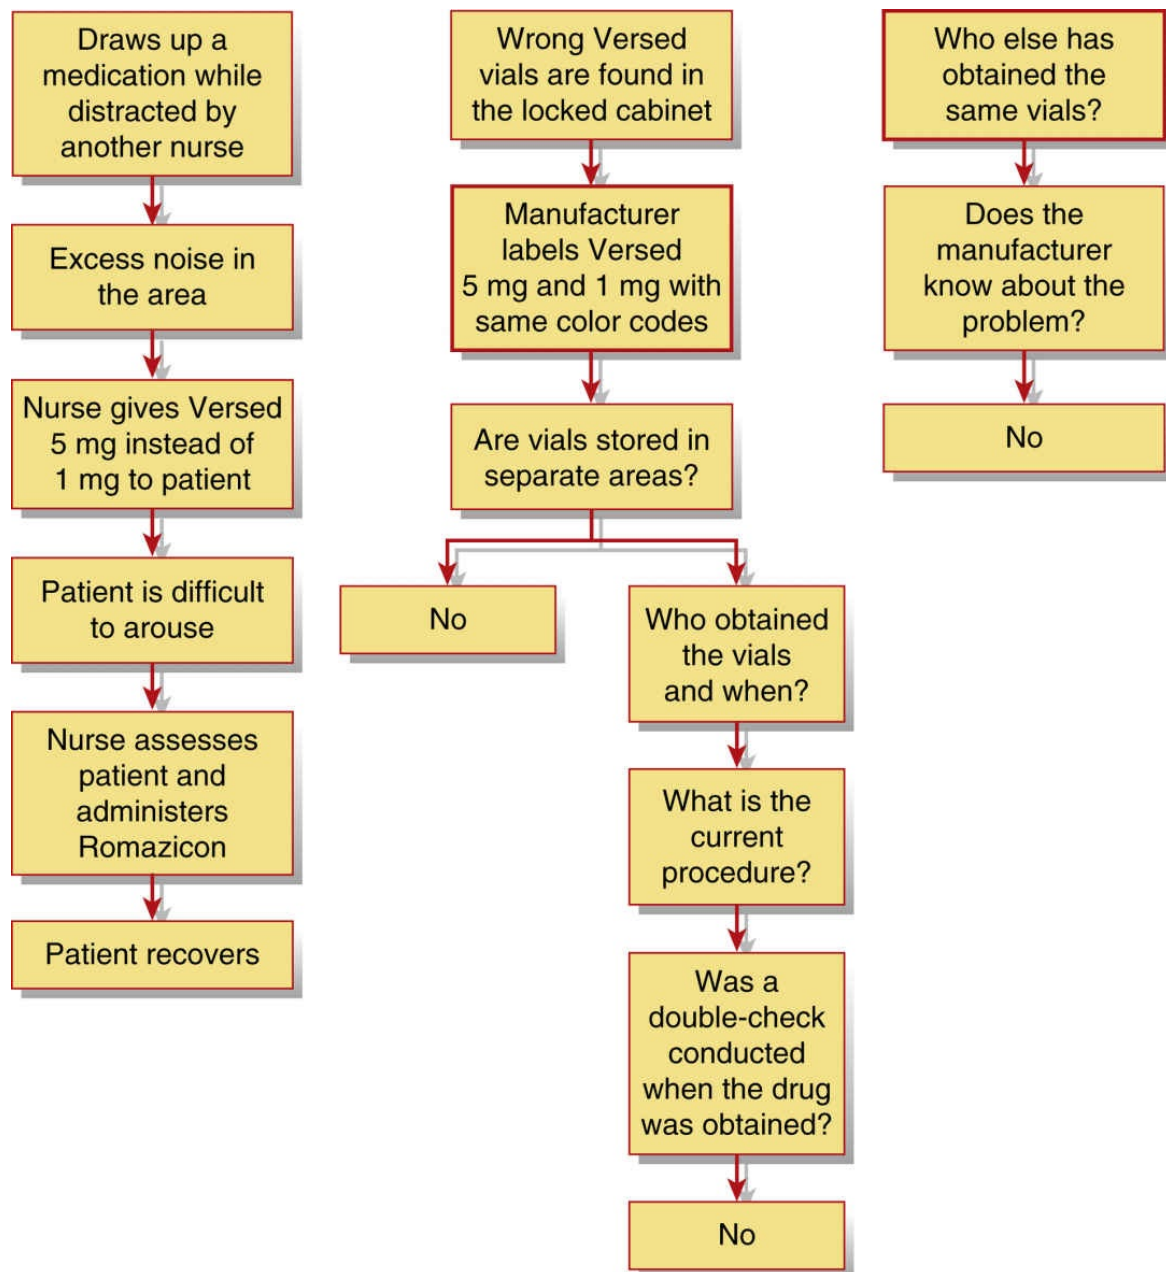 Draws up a
medication while
distracted by
another nurse
Excess noise in
the area
Nurse gives Versed
5 mg instead of
1 mg to patient
Patient is difficult
to arouse
Nurse assesses
patient and
administers
Romazicon
Patient recovers
Wrong Versed
vials are found in
the locked cabinet
Manufacturer
labels Versed
5 mg and 1 mg with
same color codes
Are vials stored in
separate areas?
No
Who obtained
the vials
and when?
What is the
current
procedure?
Was a
double-check
conducted
when the drug
was obtained?
No
Who else has
obtained the
same vials?
Does the
manufacturer
know about the
problem?
No